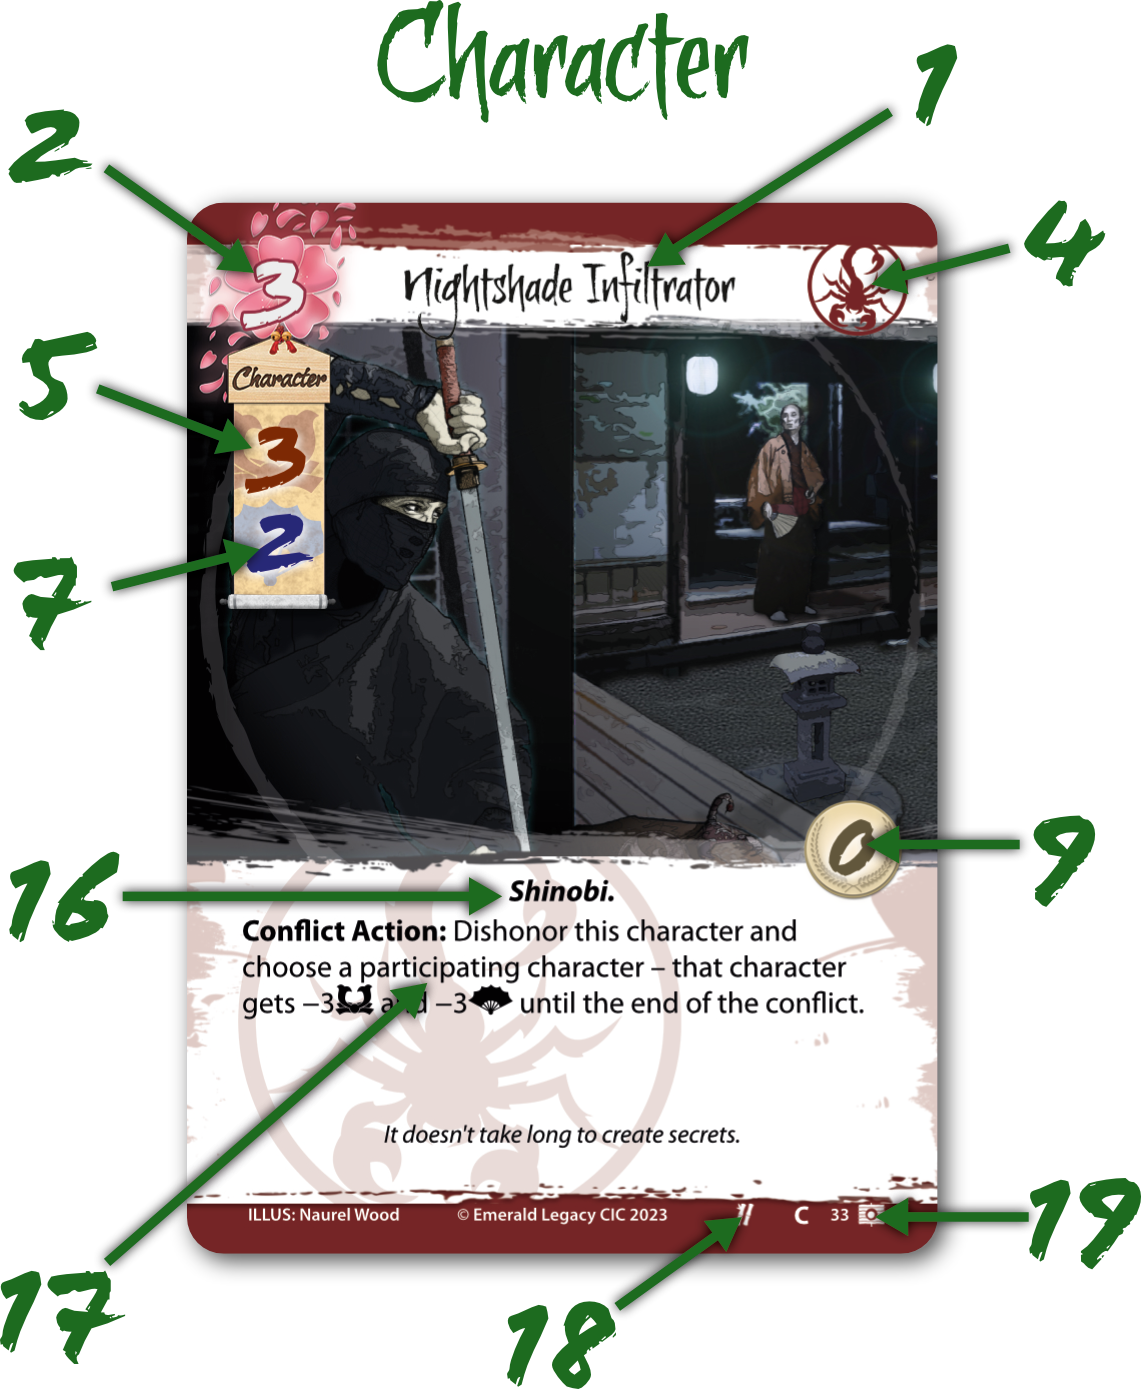 Character
1
2
4
3
Nightshade Infiltrator
5
Character
3
2
7
0
9
16
Shinobi.
Conflict Action: Dishonor this character and
choose a participating character – that character
gets −3 and −3 until the end of the conflict.
It doesn't take long to create secrets.
ILLUS: Naurel Wood © Emerald Legacy CIC 2023 C 33
19
17
18